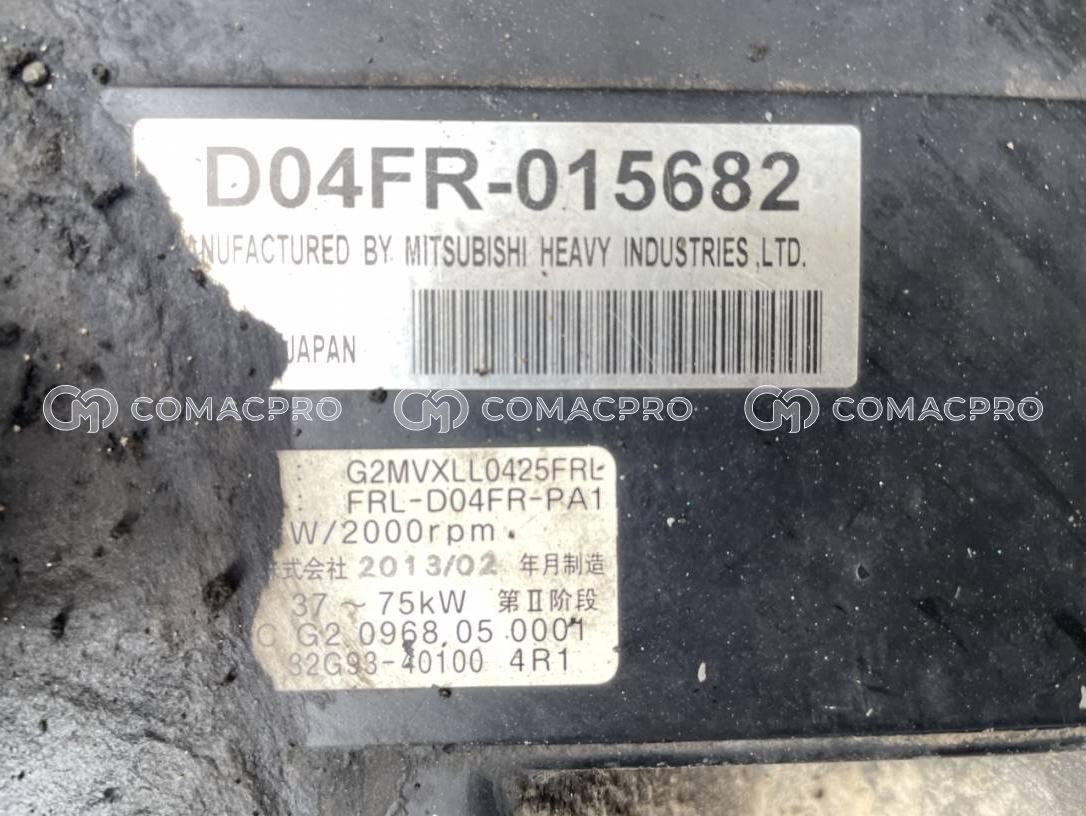 D04FR-015682
ANUFACTURED BY MITSUBISHI HEAVY INDUSTRIES,LTD.
JAPAN
COMACPRO COMACPRO COMACPRO
: G2MVXLL0425FRL
: FRL-D04FR-PA1
W/2000rpm
式会社 2013/02 年月制造
37~75kW 第Ⅱ阶段
C G2 0968 05 0001
32G93-40100 4R1